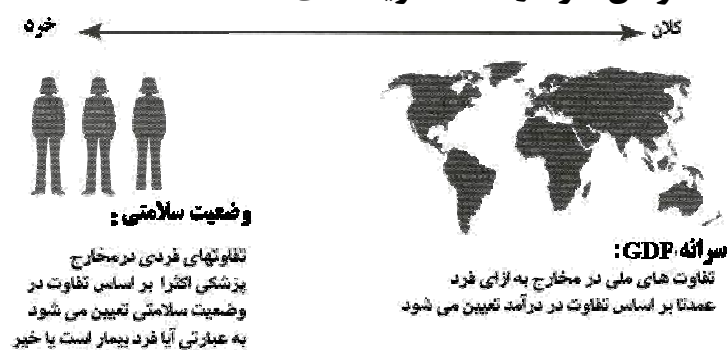 کلان
خرد
سرانه GDP:
تفاوت های ملی در مخارج به ازای فرد
عمدتا بر اساس تفاوت در درآمد تعیین می شود
وضعیت سلامتی :
تفاوتهای فردی درمخارج
پزشکی اکثرا بر اساس تفاوت در
وضعیت سلامتی تعیین می شود
به عبارتی آیا فرد بیمار است یا خیر